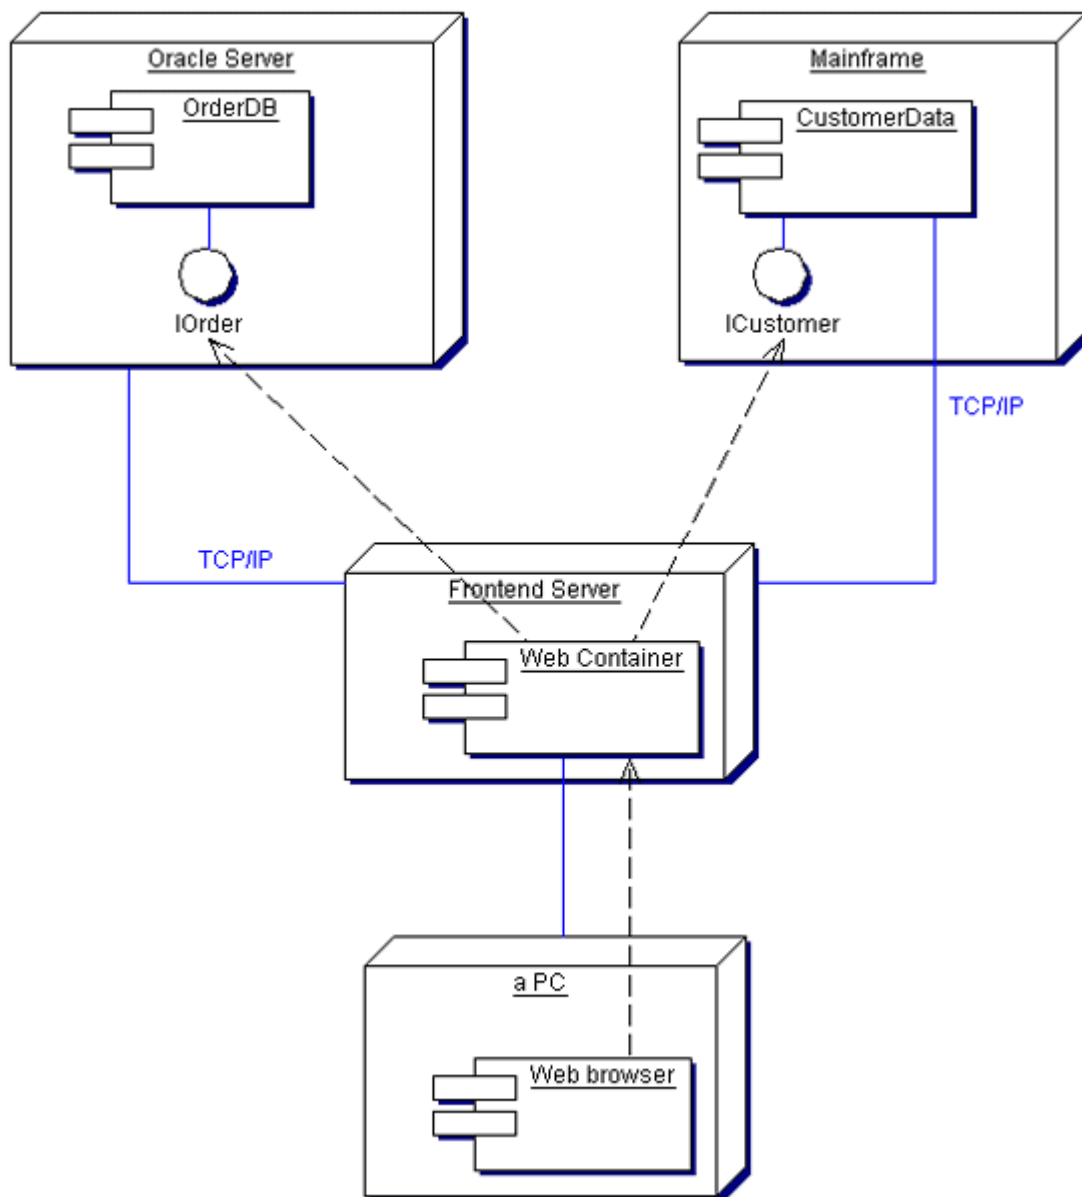 Oracle Server
Mainframe
OrderDB
CustomerData
IOrder
ICustomer
TCP/IP
TCP/IP
Frontend Server
Web Container
a PC
Web browser